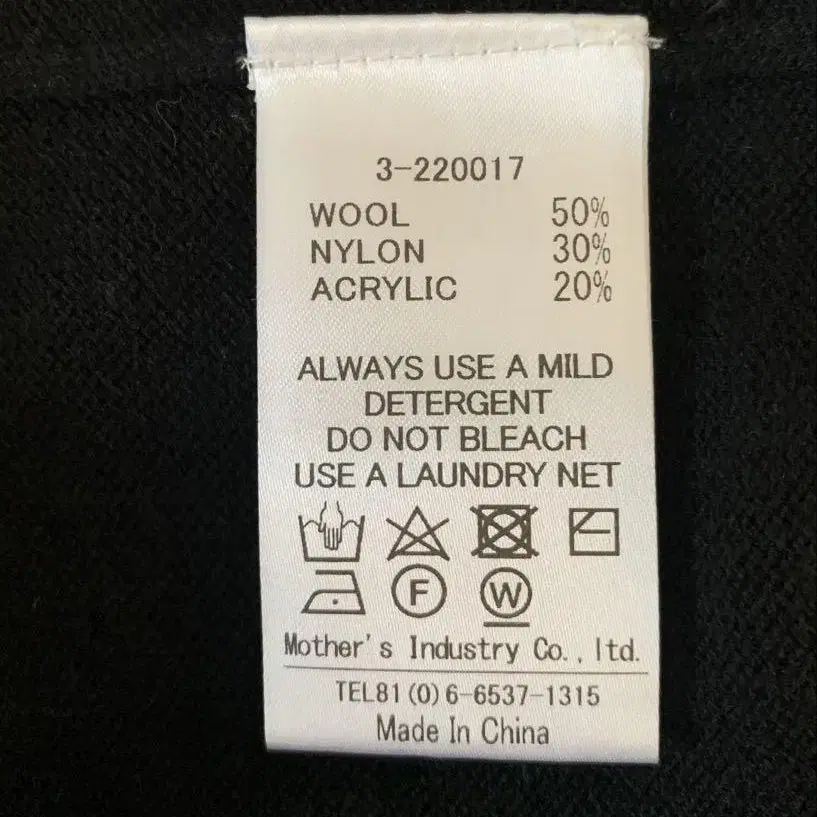 3-220017
WOOL 50%
NYLON 30%
ACRYLIC 20%
ALWAYS USE A MILD
DETERGENT
DO NOT BLEACH
USE A LAUNDRY NET
F W
Mother's Industry Co., ltd.
TEL81(0)6-6537-1315
Made In China